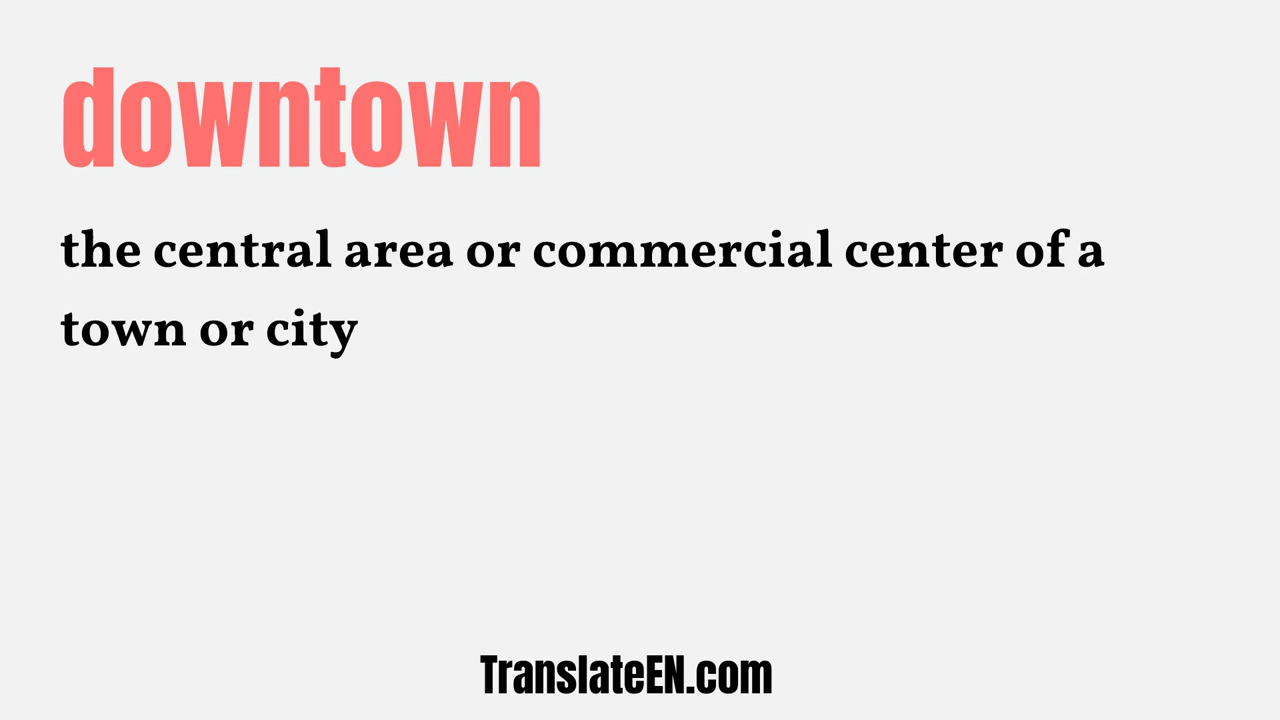 downtown
the central area or commercial center of a
town or city
TranslateEN.com